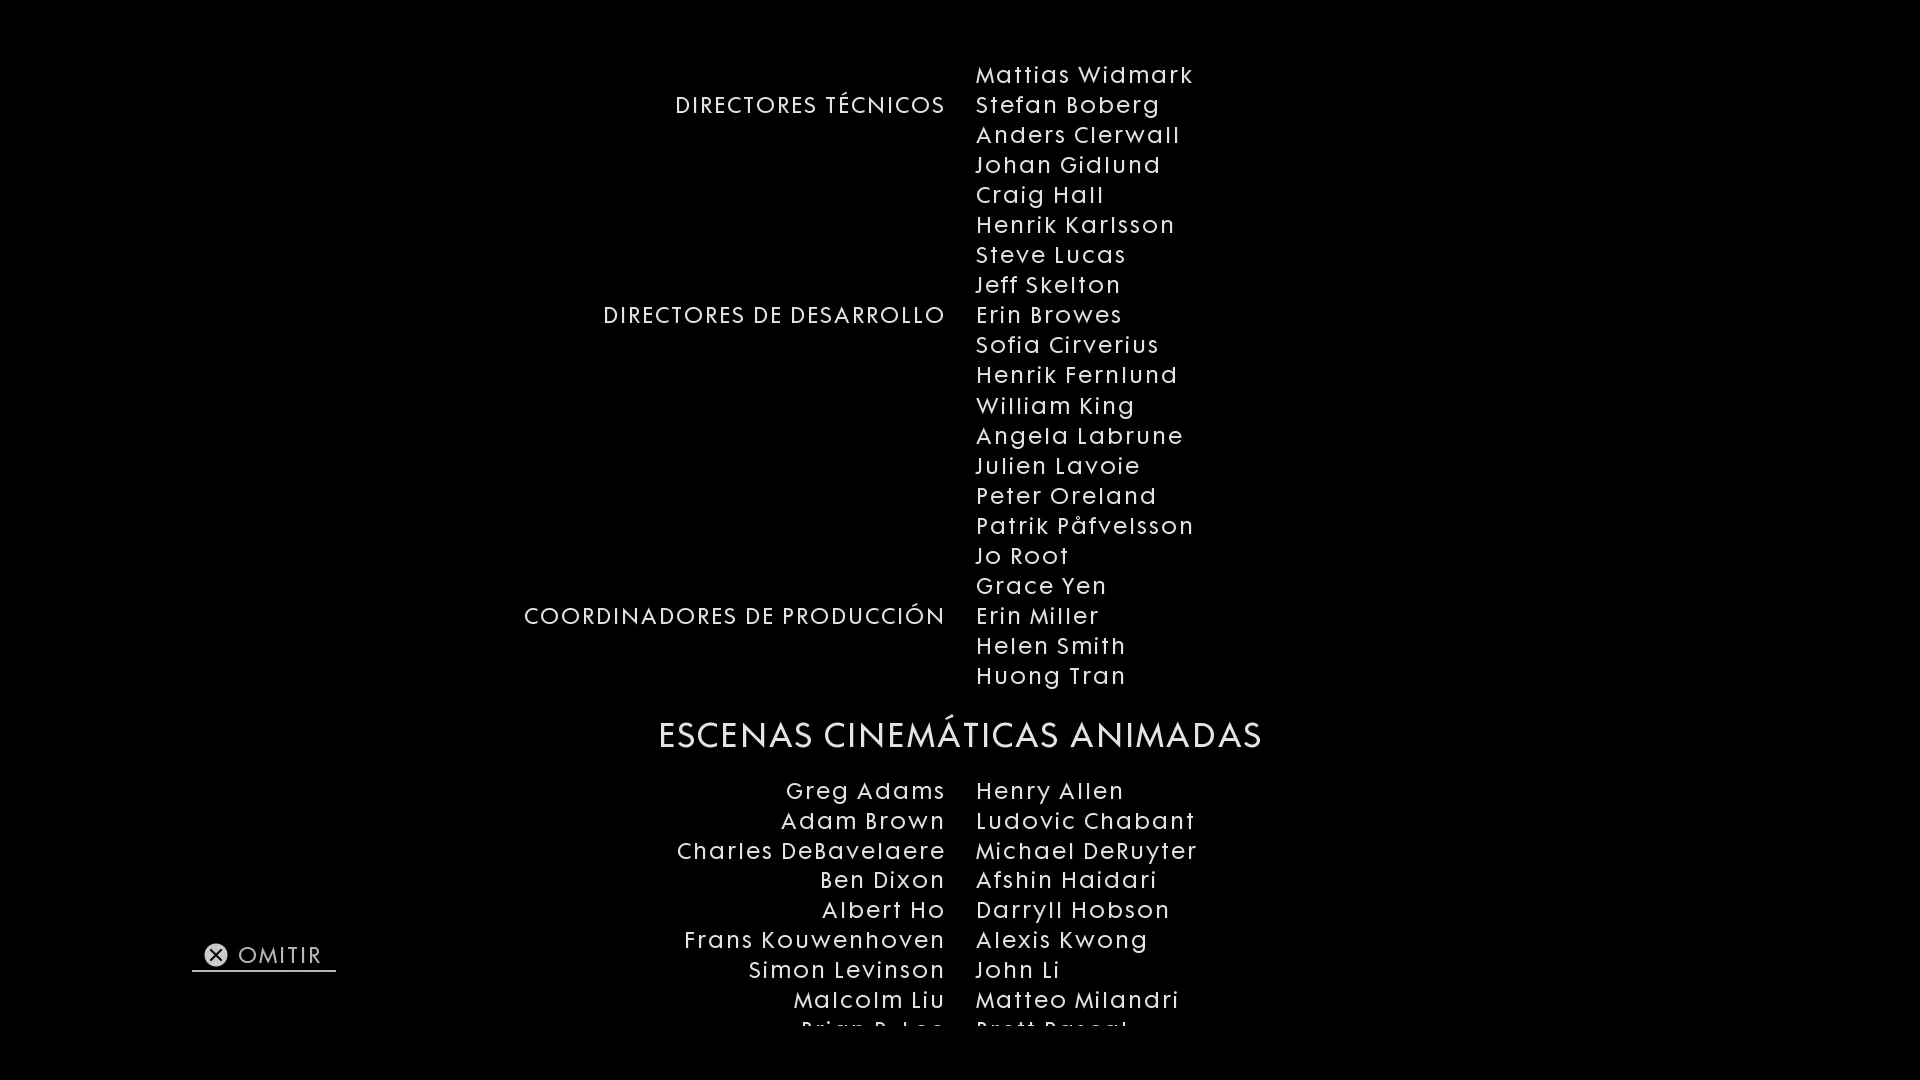 Mattias Widmark
DIRECTORES TÉCNICOS Stefan Boberg
Anders Clerwall
Johan Gidlund
Craig Hall
Henrik Karlsson
Steve Lucas
Jeff Skelton
DIRECTORES DE DESARROLLO Erin Browes
Sofia Cirverius
Henrik Fernlund
William King
Angela Labrune
Julien Lavoie
Peter Oreland
Patrik Påfvelsson
Jo Root
Grace Yen
COORDINADORES DE PRODUCCIÓN Erin Miller
Helen Smith
Huong Tran
ESCENAS CINEMÁTICAS ANIMADAS
Greg Adams Henry Allen
Adam Brown Ludovic Chabant
Charles DeBavelaere Michael DeRuyter
Ben Dixon Afshin Haidari
Albert Ho Darryll Hobson
Frans Kouwenhoven Alexis Kwong
OMITIR
Simon Levinson John Li
Malcolm Liu Matteo Milandri